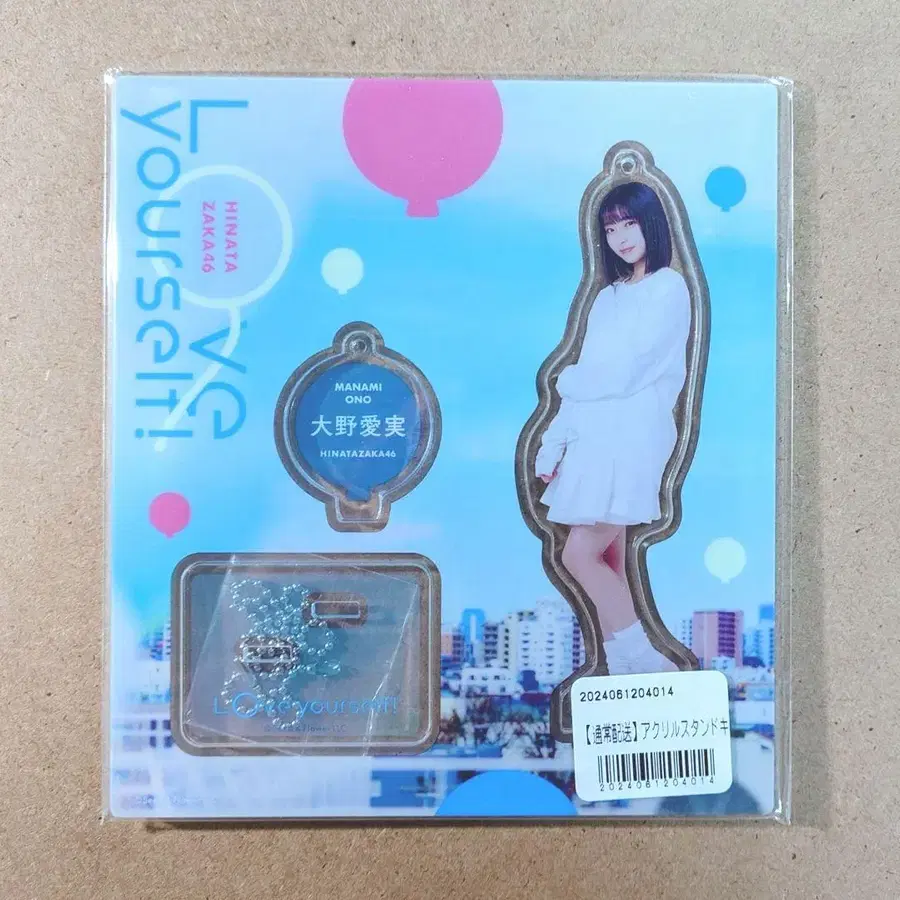 Love
yourself!
HINATA
ZAKA46
MANAMI
ONO
大野愛実
HINATAZAKA46
Love yourself!
2024061204014
【通常配送】アクリルスタンドキ
2024061204014